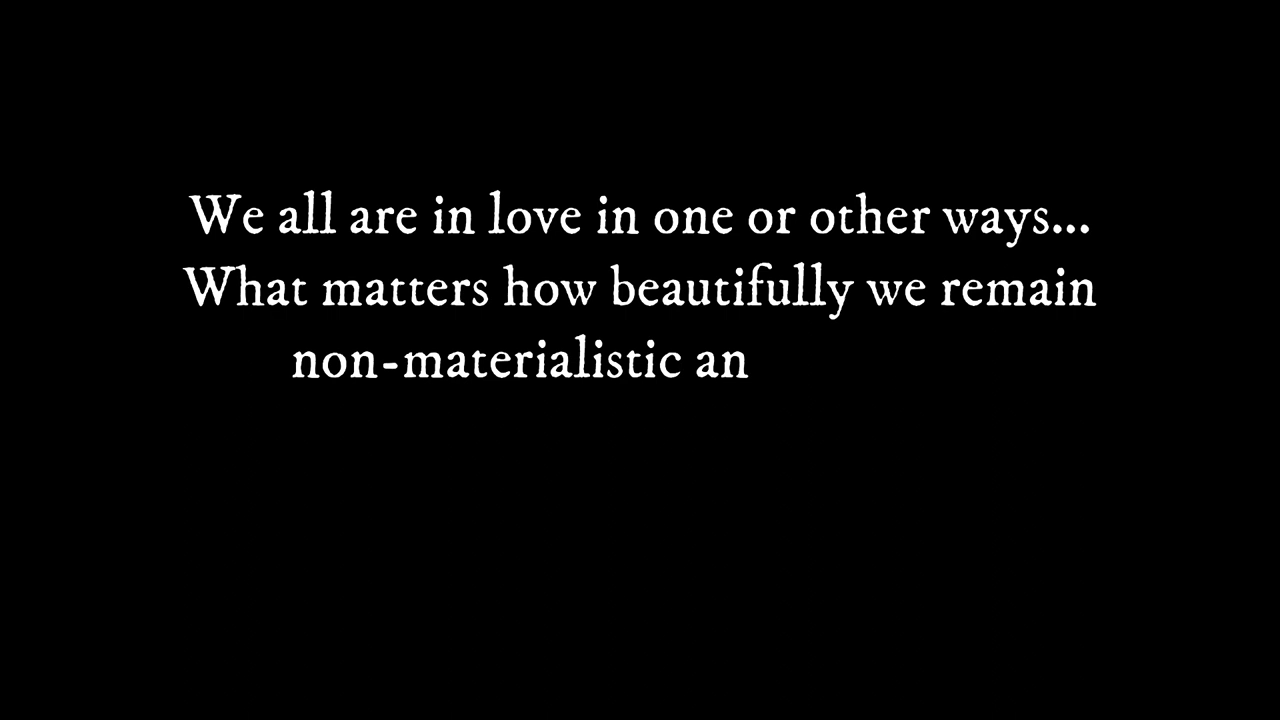 We all are in love in one or other ways...
What matters how beautifully we remain
non-materialistic an